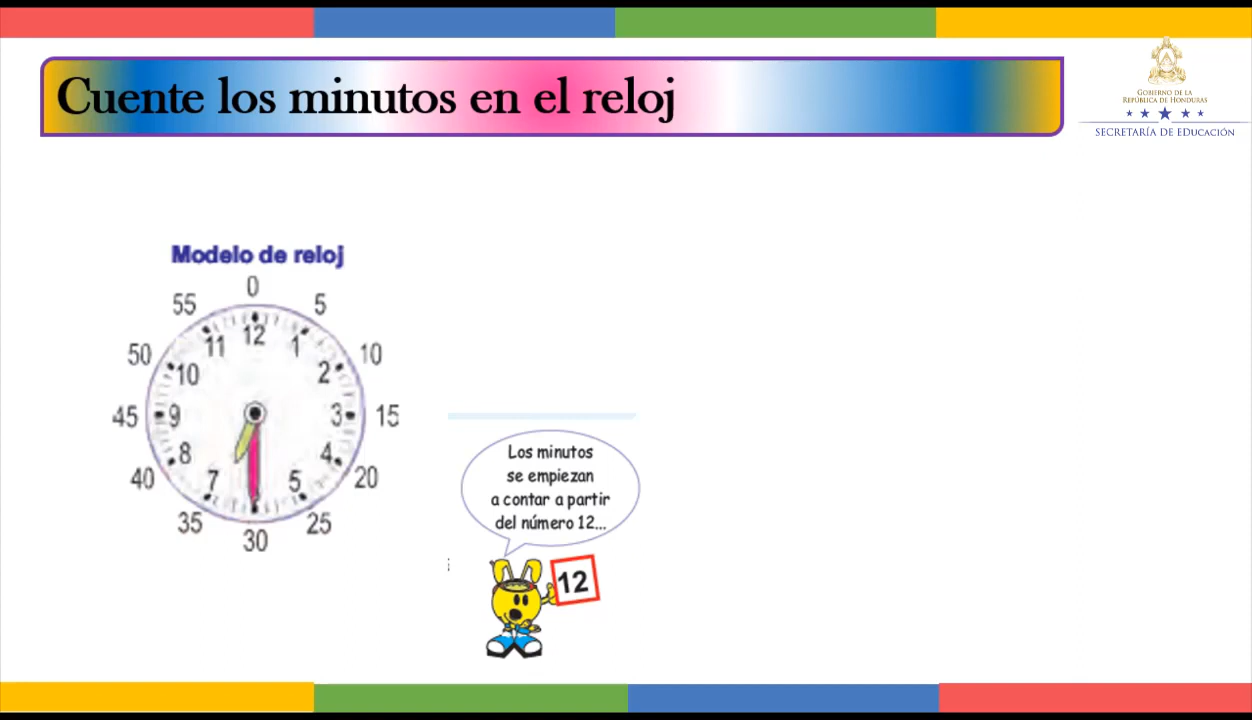 Cuente los minutos en el reloj
GOBIERNO DE LA
REPÚBLICA DE HONDURAS
SECRETARÍA DE EDUCACIÓN
Modelo de reloj
0
55 5
50 10
45 15
40 20
35 25
30
12
11 1
10 2
9 3
8 4
7 5
Los minutos
se empiezan
a contar a partir
del número 12...
12